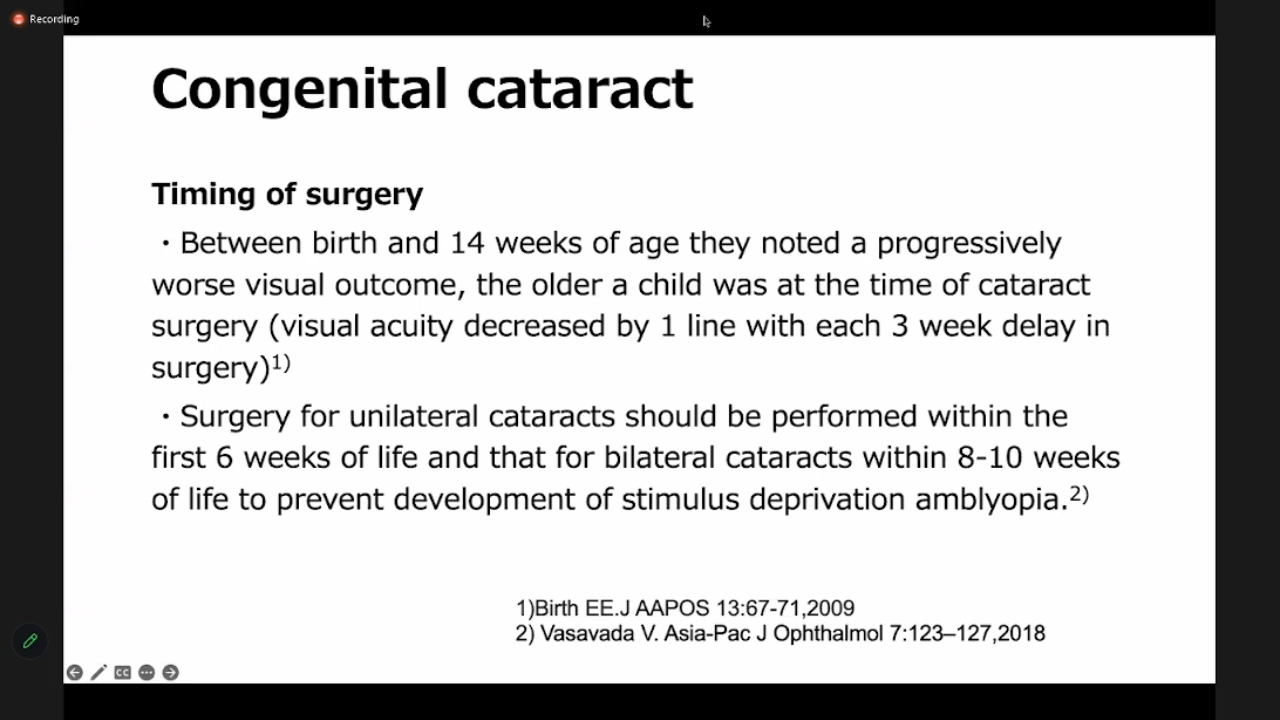 Recording
Congenital cataract
Timing of surgery
・Between birth and 14 weeks of age they noted a progressively
worse visual outcome, the older a child was at the time of cataract
surgery (visual acuity decreased by 1 line with each 3 week delay in
surgery)1)
・Surgery for unilateral cataracts should be performed within the
first 6 weeks of life and that for bilateral cataracts within 8-10 weeks
of life to prevent development of stimulus deprivation amblyopia.2)
1)Birth EE.J AAPOS 13:67-71,2009
2) Vasavada V. Asia-Pac J Ophthalmol 7:123–127,2018
CC